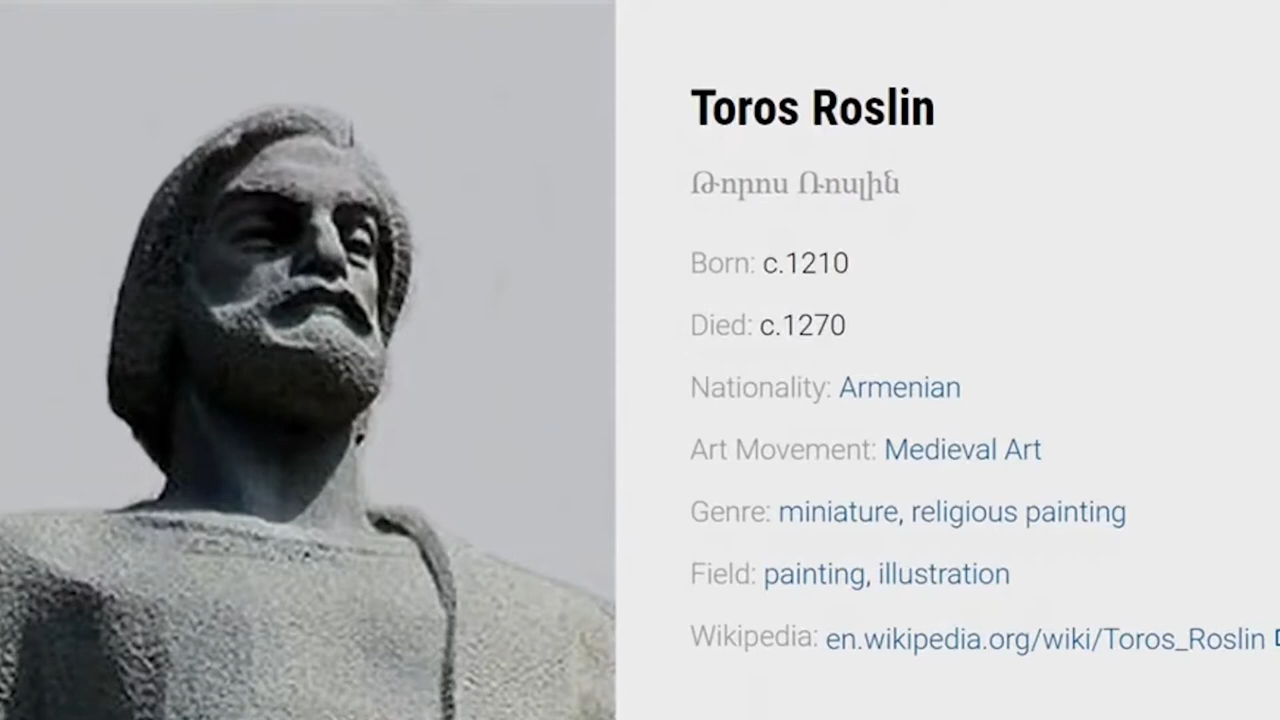 Toros Roslin
Թորոս Ռոսլին
Born: c.1210
Died: c.1270
Nationality: Armenian
Art Movement: Medieval Art
Genre: miniature, religious painting
Field: painting, illustration
Wikipedia: en.wikipedia.org/wiki/Toros_Roslin